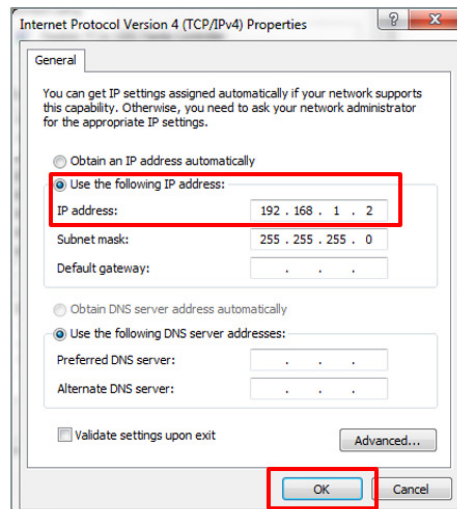 Internet Protocol Version 4 (TCP/IPv4) Properties
General
You can get IP settings assigned automatically if your network supports
this capability. Otherwise, you need to ask your network administrator
for the appropriate IP settings.
Obtain an IP address automatically
Use the following IP address:
IP address: 192 . 168 . 1 . 2
Subnet mask: 255 . 255 . 255 . 0
Default gateway: . . .
Obtain DNS server address automatically
Use the following DNS server addresses:
Preferred DNS server: . . .
Alternate DNS server: . . .
Validate settings upon exit
Advanced...
OK Cancel